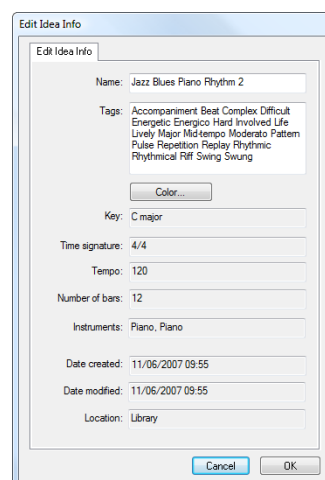 Edit Idea Info
Edit Idea Info
Name: Jazz Blues Piano Rhythm 2
Tags: Accompaniment Beat Complex Difficult
Energetic Energico Hard Involved Life
Lively Major Mid-tempo Moderato Pattern
Pulse Repetition Replay Rhythmic
Rhythmical Riff Swing Swung
Color...
Key: C major
Time signature: 4/4
Tempo: 120
Number of bars: 12
Instruments: Piano, Piano
Date created: 11/06/2007 09:55
Date modified: 11/06/2007 09:55
Location: Library
Cancel OK